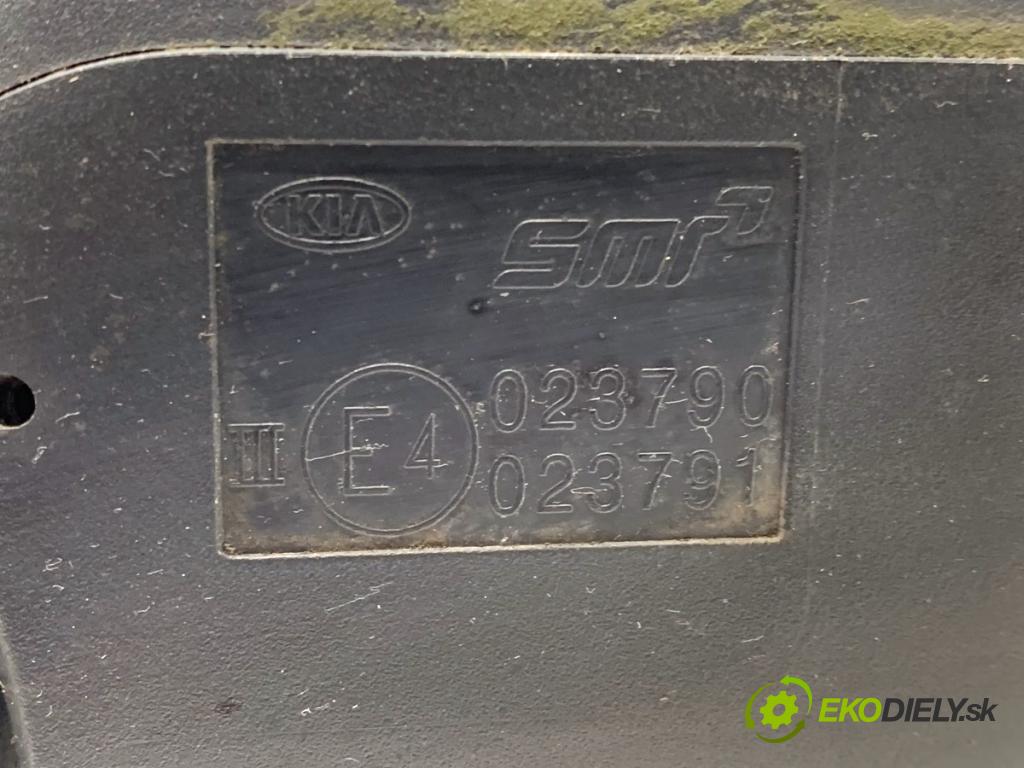 KIA smr
III E4 023790
023791
EKODIELY.sk